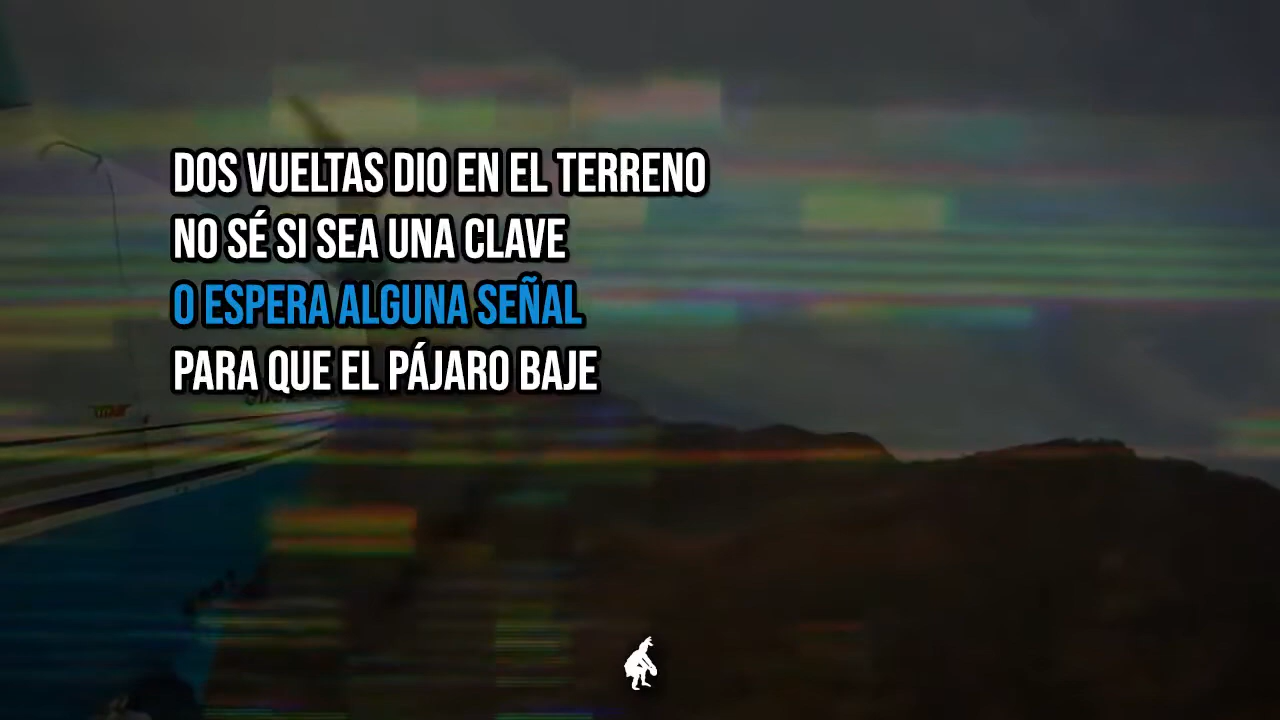 DOS VUELTAS DIO EN EL TERRENO
NO SÉ SI SEA UNA CLAVE
O ESPERA ALGUNA SEÑAL
PARA QUE EL PÁJARO BAJE